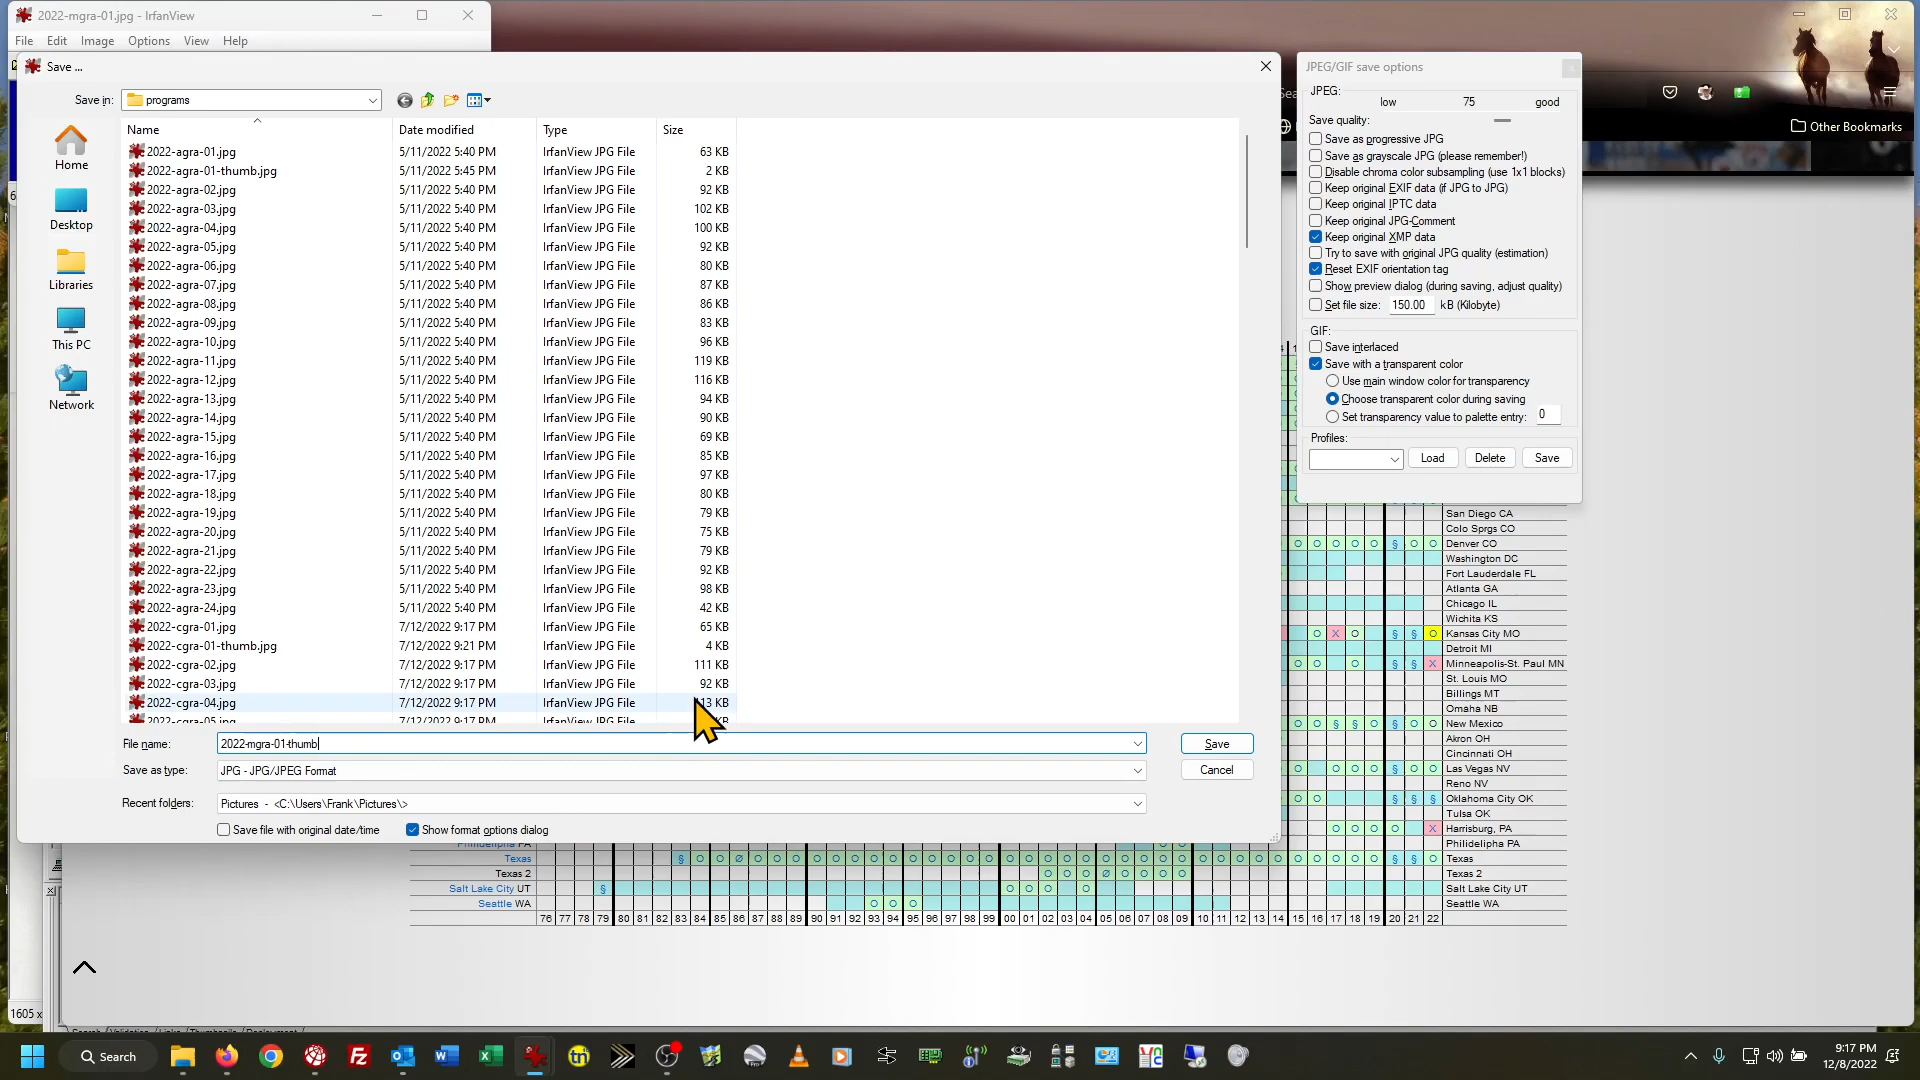 2022-mgra-01.jpg - IrfanView
File Edit Image Options View Help
Save ...
Save in: programs
Name Date modified Type Size
2022-agra-01.jpg 5/11/2022 5:40 PM IrfanView JPG File 63 KB
2022-agra-01-thumb.jpg 5/11/2022 5:45 PM IrfanView JPG File 2 KB
2022-agra-02.jpg 5/11/2022 5:40 PM IrfanView JPG File 92 KB
2022-agra-03.jpg 5/11/2022 5:40 PM IrfanView JPG File 102 KB
2022-agra-04.jpg 5/11/2022 5:40 PM IrfanView JPG File 100 KB
2022-agra-05.jpg 5/11/2022 5:40 PM IrfanView JPG File 92 KB
2022-agra-06.jpg 5/11/2022 5:40 PM IrfanView JPG File 80 KB
2022-agra-07.jpg 5/11/2022 5:40 PM IrfanView JPG File 87 KB
2022-agra-08.jpg 5/11/2022 5:40 PM IrfanView JPG File 86 KB
2022-agra-09.jpg 5/11/2022 5:40 PM IrfanView JPG File 83 KB
2022-agra-10.jpg 5/11/2022 5:40 PM IrfanView JPG File 96 KB
2022-agra-11.jpg 5/11/2022 5:40 PM IrfanView JPG File 119 KB
2022-agra-12.jpg 5/11/2022 5:40 PM IrfanView JPG File 116 KB
2022-agra-13.jpg 5/11/2022 5:40 PM IrfanView JPG File 94 KB
2022-agra-14.jpg 5/11/2022 5:40 PM IrfanView JPG File 90 KB
2022-agra-15.jpg 5/11/2022 5:40 PM IrfanView JPG File 69 KB
2022-agra-16.jpg 5/11/2022 5:40 PM IrfanView JPG File 85 KB
2022-agra-17.jpg 5/11/2022 5:40 PM IrfanView JPG File 97 KB
2022-agra-18.jpg 5/11/2022 5:40 PM IrfanView JPG File 80 KB
2022-agra-19.jpg 5/11/2022 5:40 PM IrfanView JPG File 79 KB
2022-agra-20.jpg 5/11/2022 5:40 PM IrfanView JPG File 75 KB
2022-agra-21.jpg 5/11/2022 5:40 PM IrfanView JPG File 79 KB
2022-agra-22.jpg 5/11/2022 5:40 PM IrfanView JPG File 92 KB
2022-agra-23.jpg 5/11/2022 5:40 PM IrfanView JPG File 98 KB
2022-agra-24.jpg 5/11/2022 5:40 PM IrfanView JPG File 42 KB
2022-cgra-01.jpg 7/12/2022 9:17 PM IrfanView JPG File 65 KB
2022-cgra-01-thumb.jpg 7/12/2022 9:21 PM IrfanView JPG File 4 KB
2022-cgra-02.jpg 7/12/2022 9:17 PM IrfanView JPG File 111 KB
2022-cgra-03.jpg 7/12/2022 9:17 PM IrfanView JPG File 92 KB
2022-cgra-04.jpg 7/12/2022 9:17 PM IrfanView JPG File 13 KB
2022-cgra-05.jpg 7/12/2022 9:17 PM IrfanView JPG File KB
Home
Desktop
Libraries
This PC
Network
File name: 2022-mgra-01-thumb
Save
Save as type: JPG - JPG/JPEG Format
Cancel
Recent folders: Pictures - <C:\Users\Frank\Pictures\>
Save file with original date/time Show format options dialog
JPEG/GIF save options
JPEG:
low 75 good
Save quality:
Save as progressive JPG
Save as grayscale JPG (please remember!)
Disable chroma color subsampling (use 1x1 blocks)
Keep original EXIF data (if JPG to JPG)
Keep original IPTC data
Keep original JPG-Comment
Keep original XMP data
Try to save with original JPG quality (estimation)
Reset EXIF orientation tag
Show preview dialog (during saving, adjust quality)
Set file size: 150.00 kB (Kilobyte)
GIF:
Save interlaced
Save with a transparent color
Use main window color for transparency
Choose transparent color during saving
Set transparency value to palette entry: 0
Profiles:
Load Delete Save
Other Bookmarks
San Diego CA
Colo Sprgs CO
Denver CO
Washington DC
Fort Lauderdale FL
Atlanta GA
Chicago IL
Wichita KS
Kansas City MO
Detroit MI
Minneapolis-St. Paul MN
St. Louis MO
Billings MT
Omaha NB
New Mexico
Akron OH
Cincinnati OH
Las Vegas NV
Reno NV
Oklahoma City OK
Tulsa OK
Harrisburg, PA
Philidelipha PA
Philidelipha PA
Texas Texas
Texas 2 Texas 2
Salt Lake City UT Salt Lake City UT
Seattle WA Seattle WA
76 77 78 79 80 81 82 83 84 85 86 87 88 89 90 91 92 93 94 95 96 97 98 99 00 01 02 03 04 05 06 07 08 09 10 11 12 13 14 15 16 17 18 19 20 21 22
1605 x
Search
9:17 PM
12/8/2022